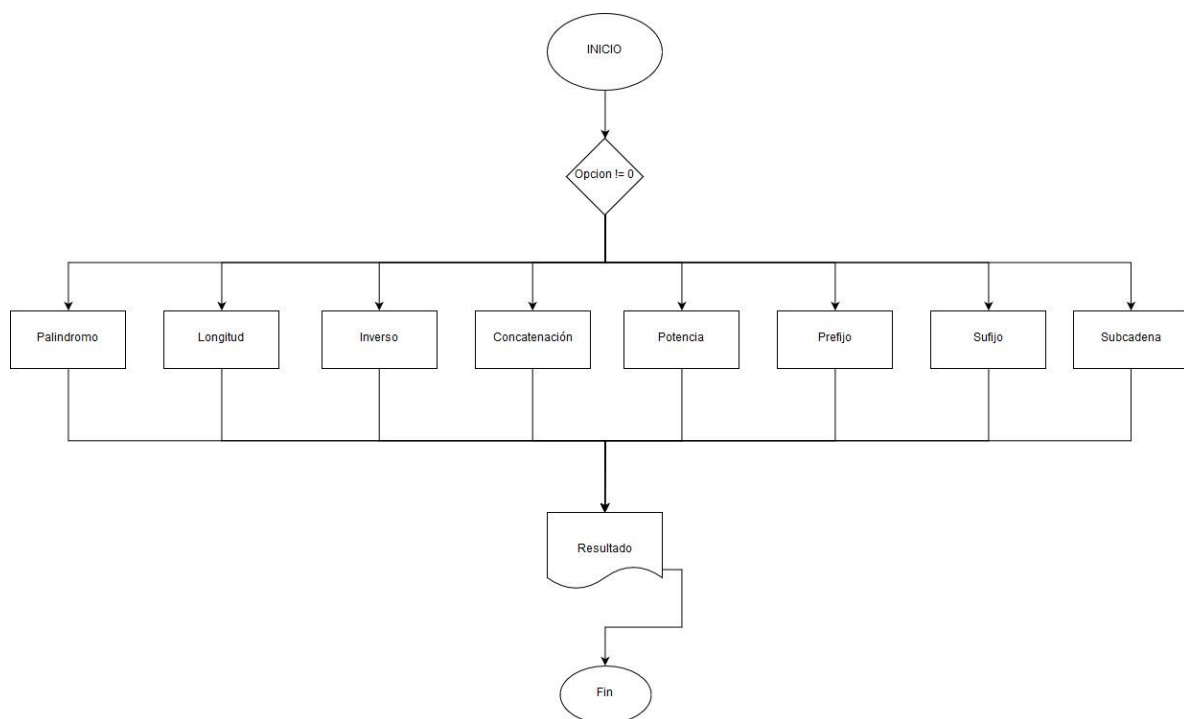 INICIO
Opcion != 0
Palindromo
Longitud
Inverso
Concatenación
Potencia
Prefijo
Sufijo
Subcadena
Resultado
Fin